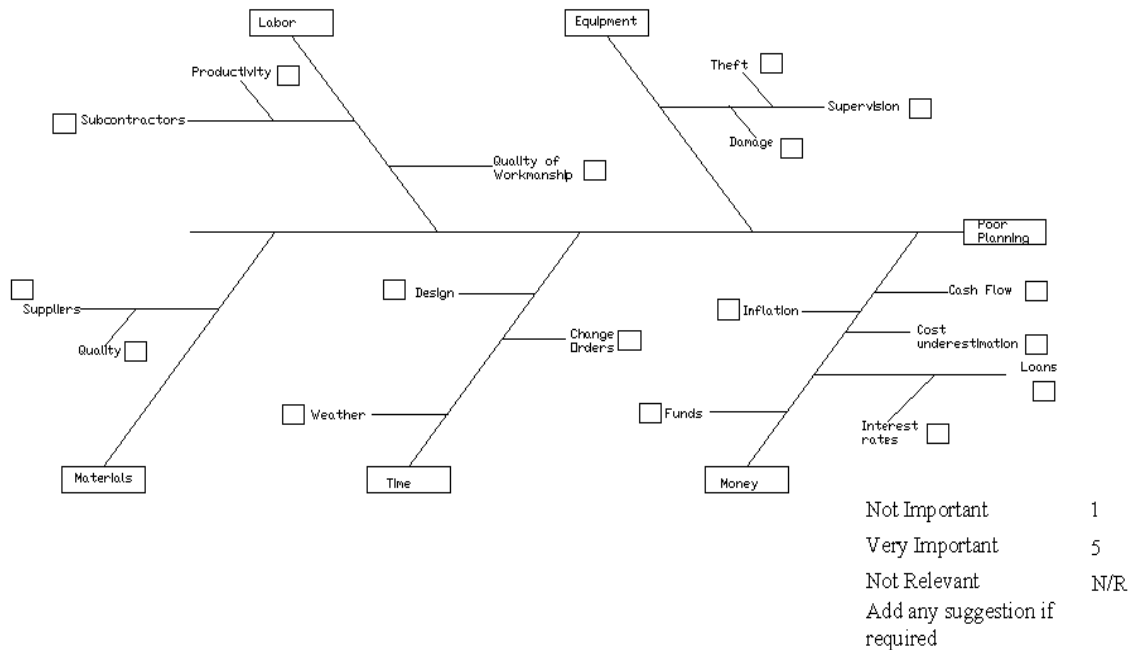 Labor
Equipment
Theft
Productivity
Supervision
Subcontractors
Damage
Quality of
Workmanship
Poor
Planning
Design
Cash Flow
Suppliers
Inflation
Change
Orders
Cost
underestimation
Quality
Loans
Weather
Funds
Interest
rates
Materials
Time
Money
Not Important 1
Very Important 5
Not Relevant N/R
Add any suggestion if
required